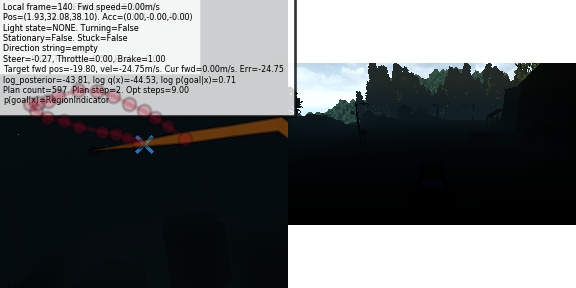 Local frame=140. Fwd speed=0.00m/s
Pos=(1.93,32.08,38.10). Acc=(0.00,-0.00,-0.00)
Light state=NONE. Turning=False
Stationary=False. Stuck=False
Direction string=empty
Steer=-0.27, Throttle=0.00, Brake=1.00
Target fwd pos=-19.80, vel=-24.75m/s. Cur fwd=0.00m/s. Err=-24.75
log_posterior=-43.81, log q(x)=-44.53, log p(goal|x)=0.71
Plan count=597. Plan step=2. Opt steps=9.00
p(goal|x)=RegionIndicator